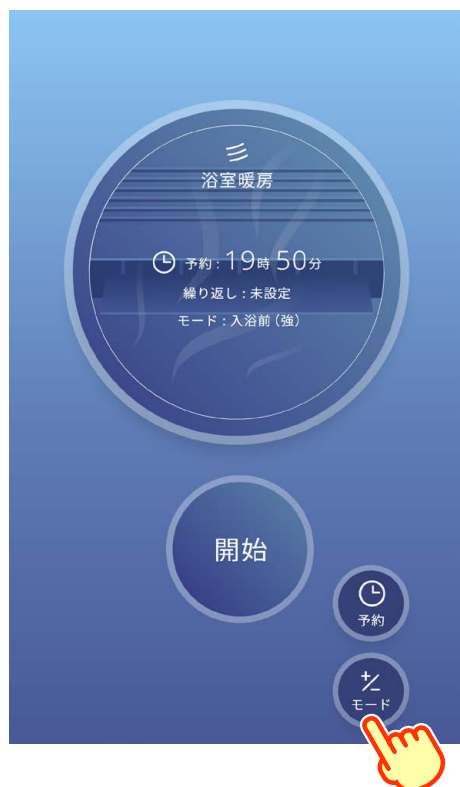 浴室暖房
予約：19時 50分
繰り返し：未設定
モード：入浴前（強）
開始
予約
モード